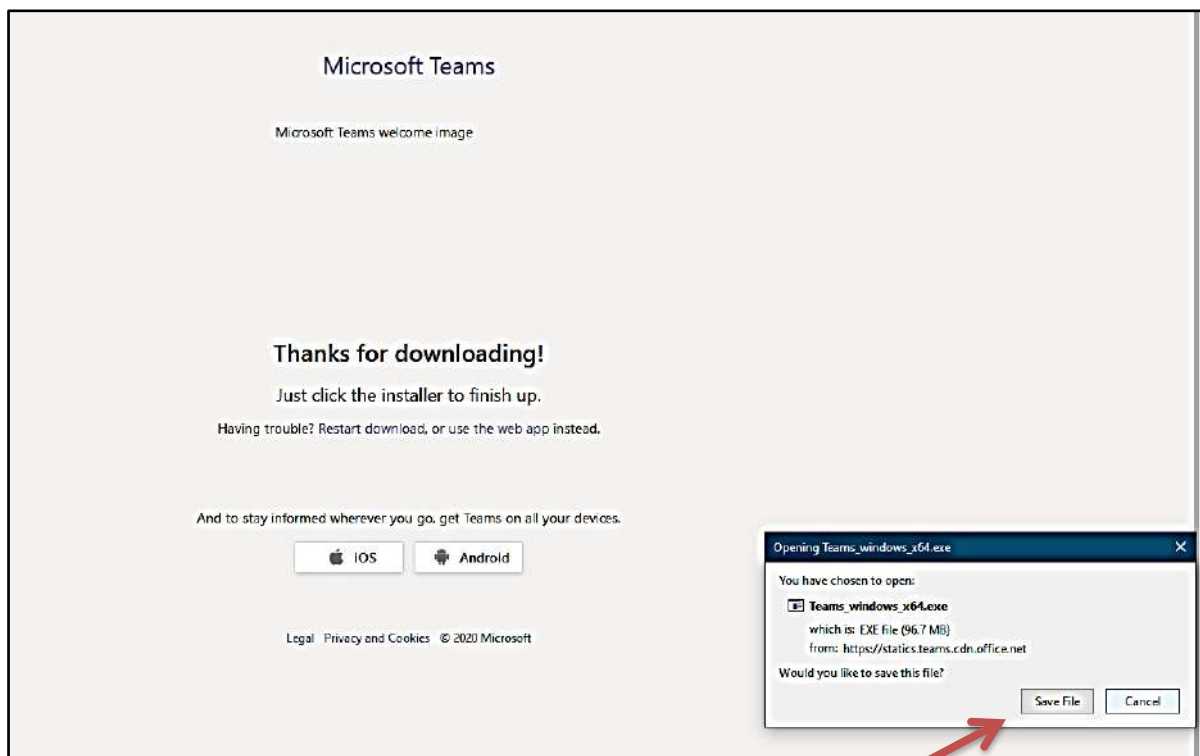 Microsoft Teams
Microsoft Teams welcome image
Thanks for downloading!
Just click the installer to finish up.
Having trouble? Restart download, or use the web app instead.
And to stay informed wherever you go, get Teams on all your devices.
iOS
Android
Legal Privacy and Cookies © 2020 Microsoft
Opening Teams_windows_x64.exe
You have chosen to open:
Teams_windows_x64.exe
which is: EXE file (96.7 MB)
from: https://statics.teams.cdn.office.net
Would you like to save this file?
Save File
Cancel